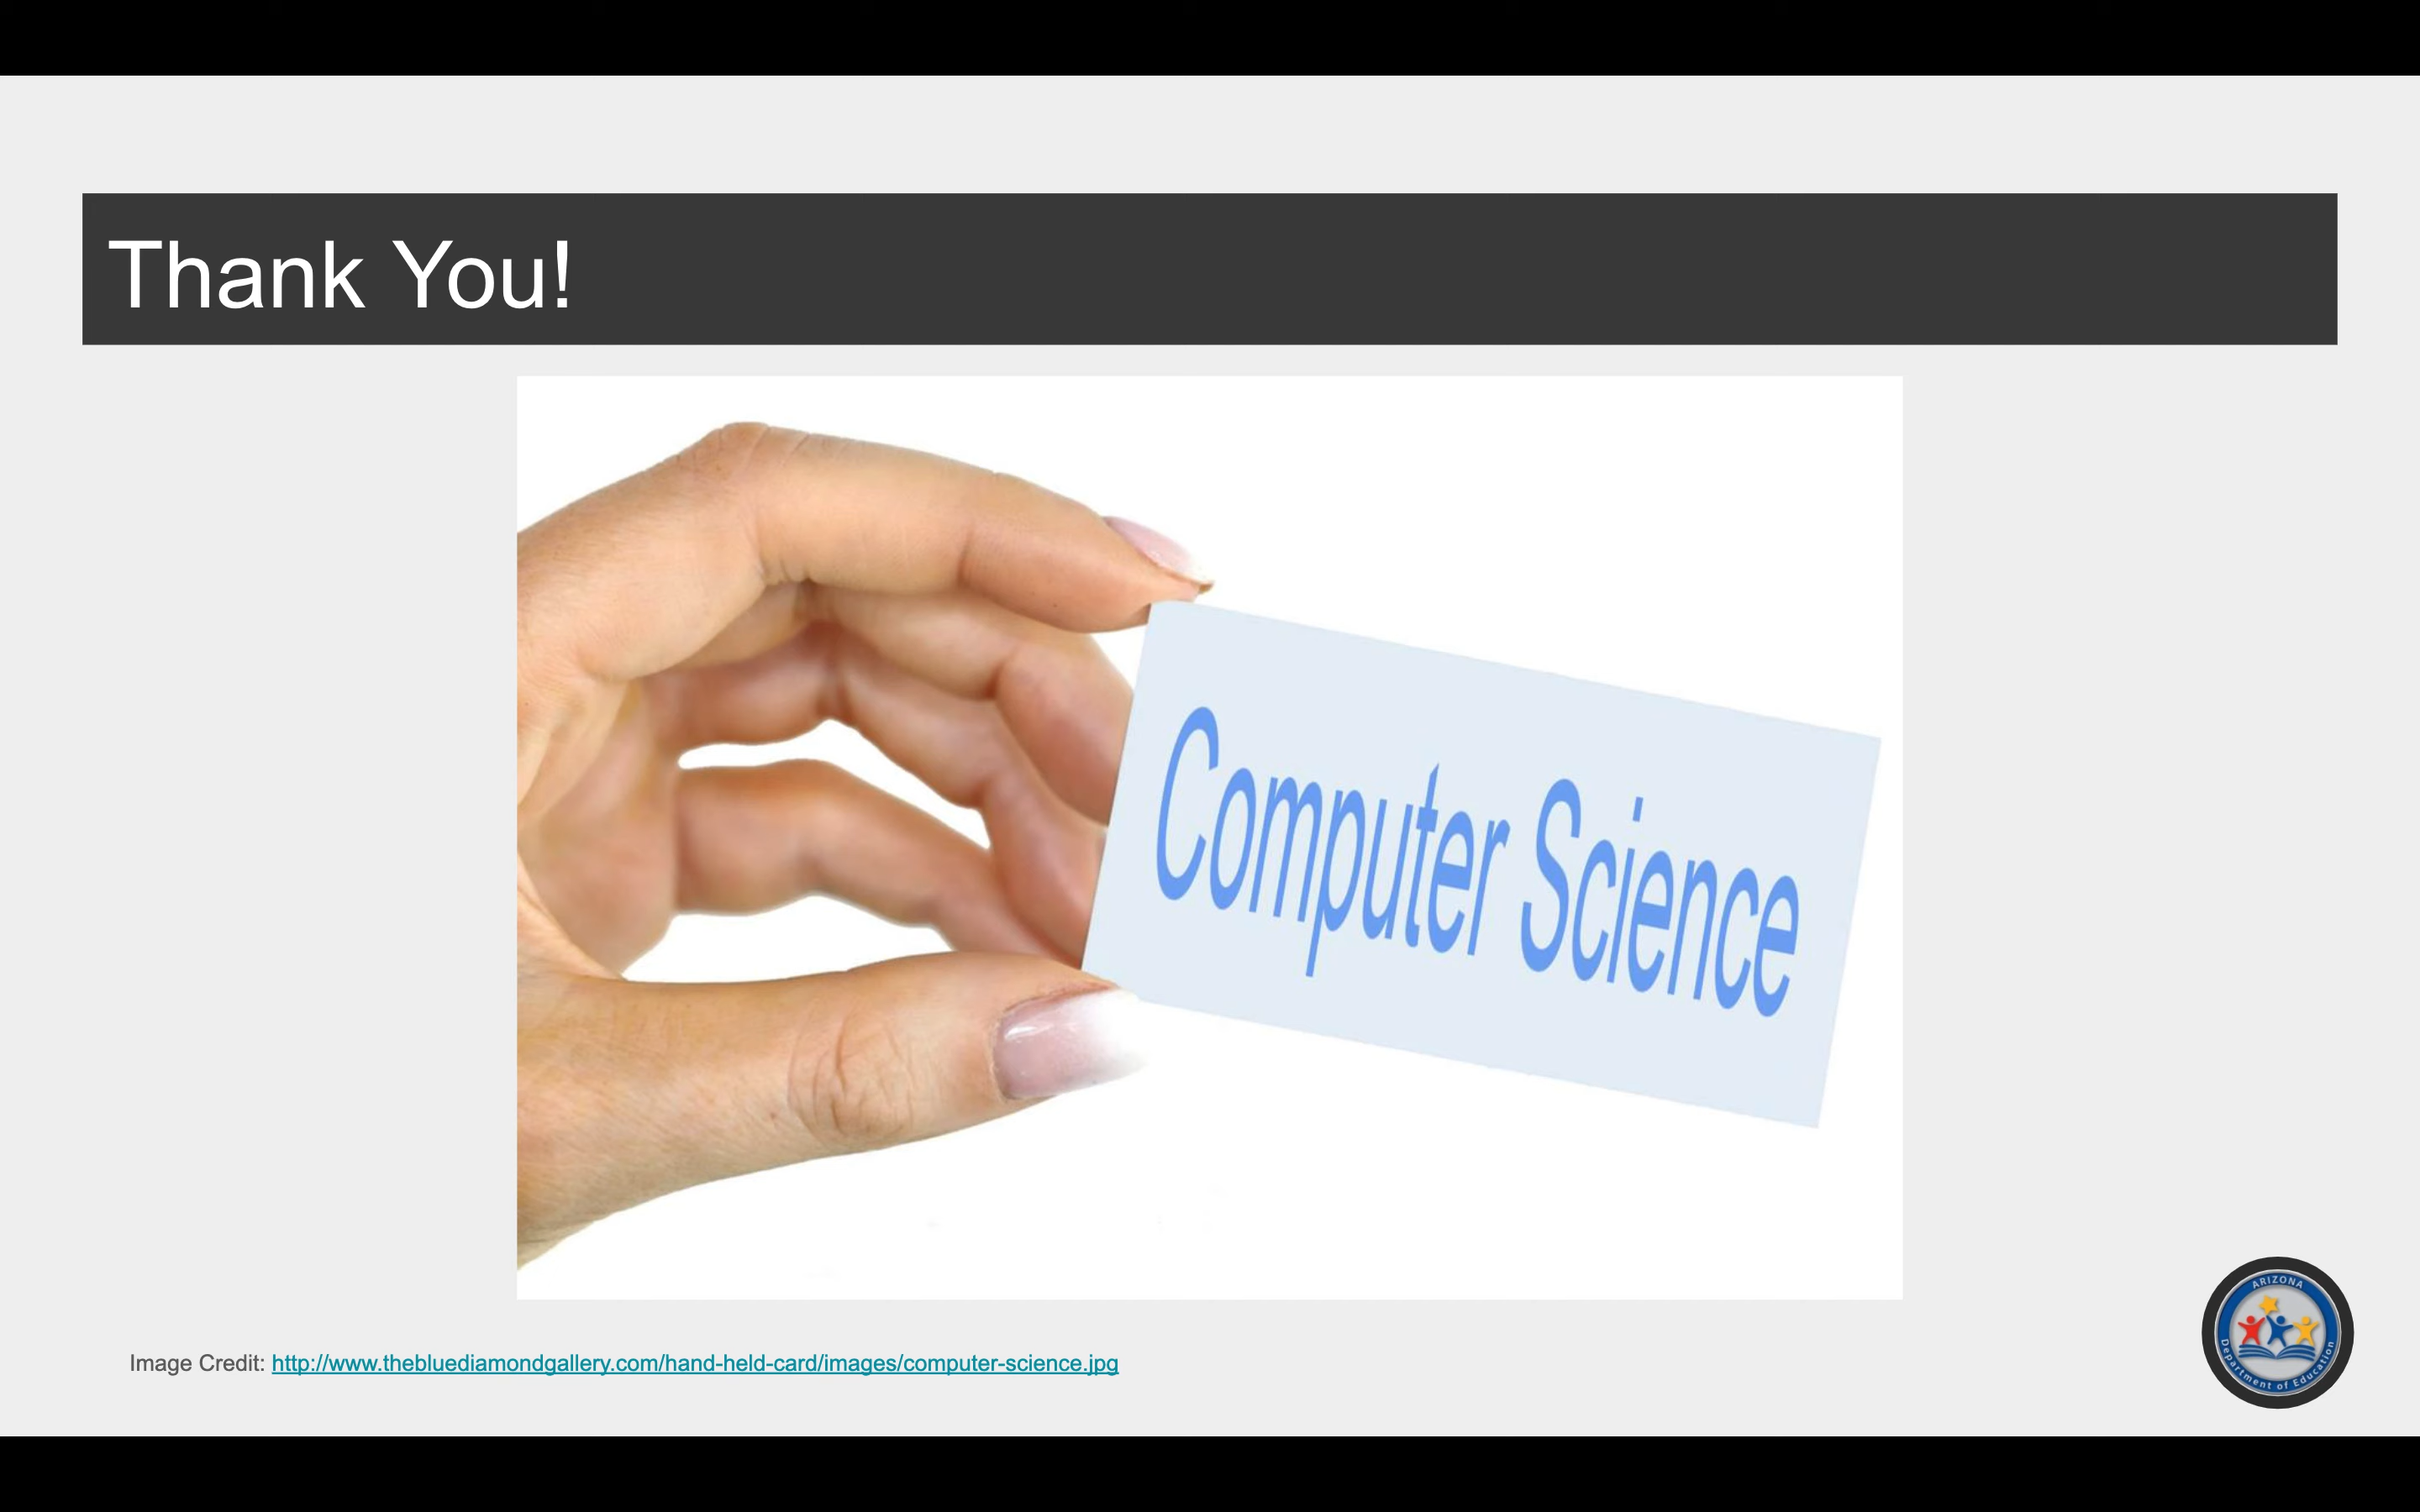 Thank You!
Computer Science
Image Credit: http://www.thebluediamondgallery.com/hand-held-card/images/computer-science.jpg
ARIZONA
Department of Education